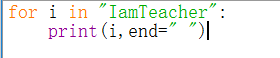 for i in "IamTeacher":
    print(i,end=" ")